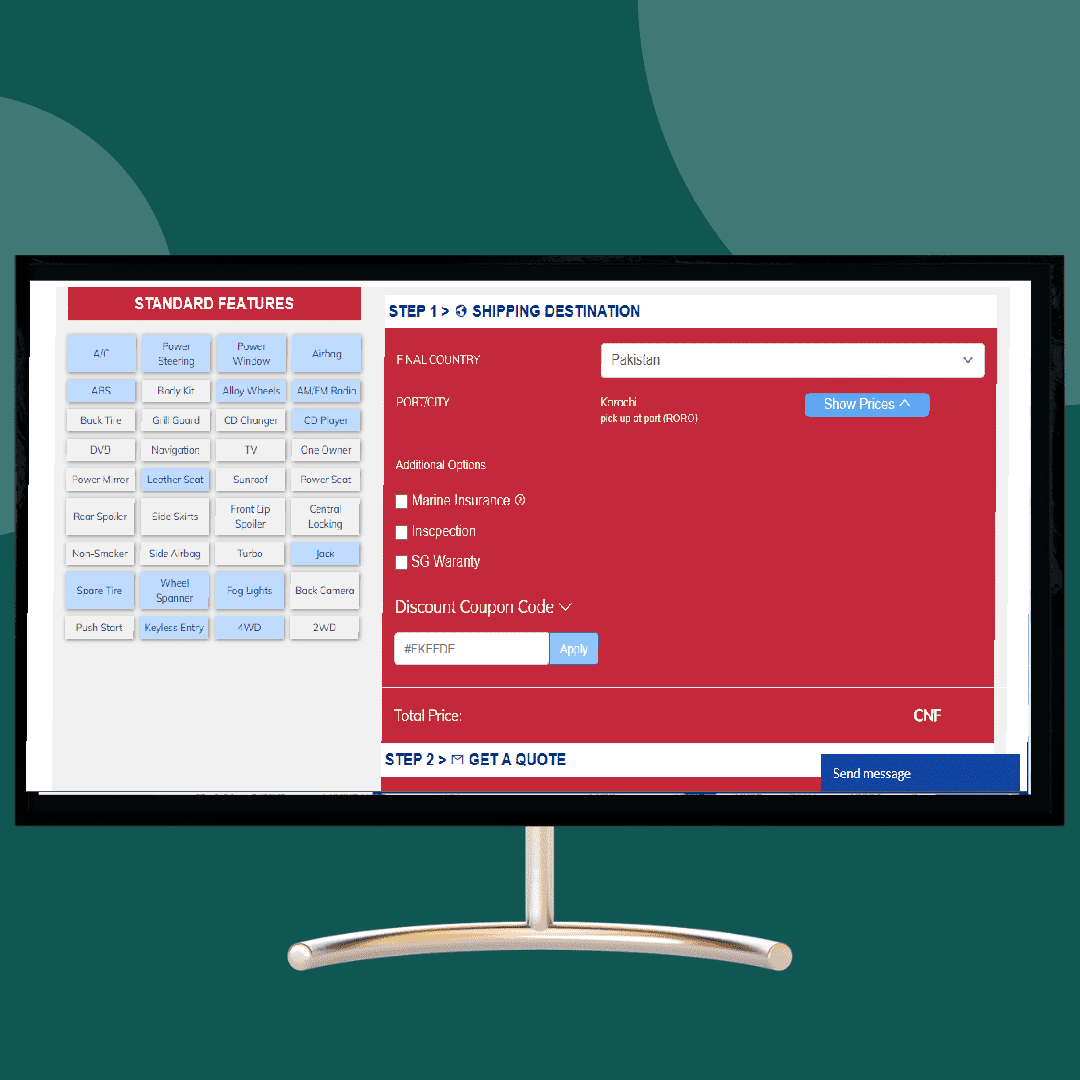 STANDARD FEATURES
A/C
Power
Steering
Power
Window
Airbag
ABS
Body Kit
Alloy Wheels
AM/FM Radio
Back Tire
Grill Guard
CD Changer
CD Player
DVD
Navigation
TV
One Owner
Power Mirror
Leather Seat
Sunroof
Power Seat
Rear Spoiler
Side Skirts
Front Lip
Spoiler
Central
Locking
Non-Smoker
Side Airbag
Turbo
Jack
Spare Tire
Wheel
Spanner
Fog Lights
Back Camera
Push Start
Keyless Entry
4WD
2WD
STEP 1 > SHIPPING DESTINATION
FINAL COUNTRY
Pakistan
PORT/CITY
Karachi
pick up at port (RORO)
Show Prices
Additional Options
Marine Insurance
Inscpection
SG Waranty
Discount Coupon Code
Apply
Total Price:
CNF
STEP 2 > GET A QUOTE
Send message